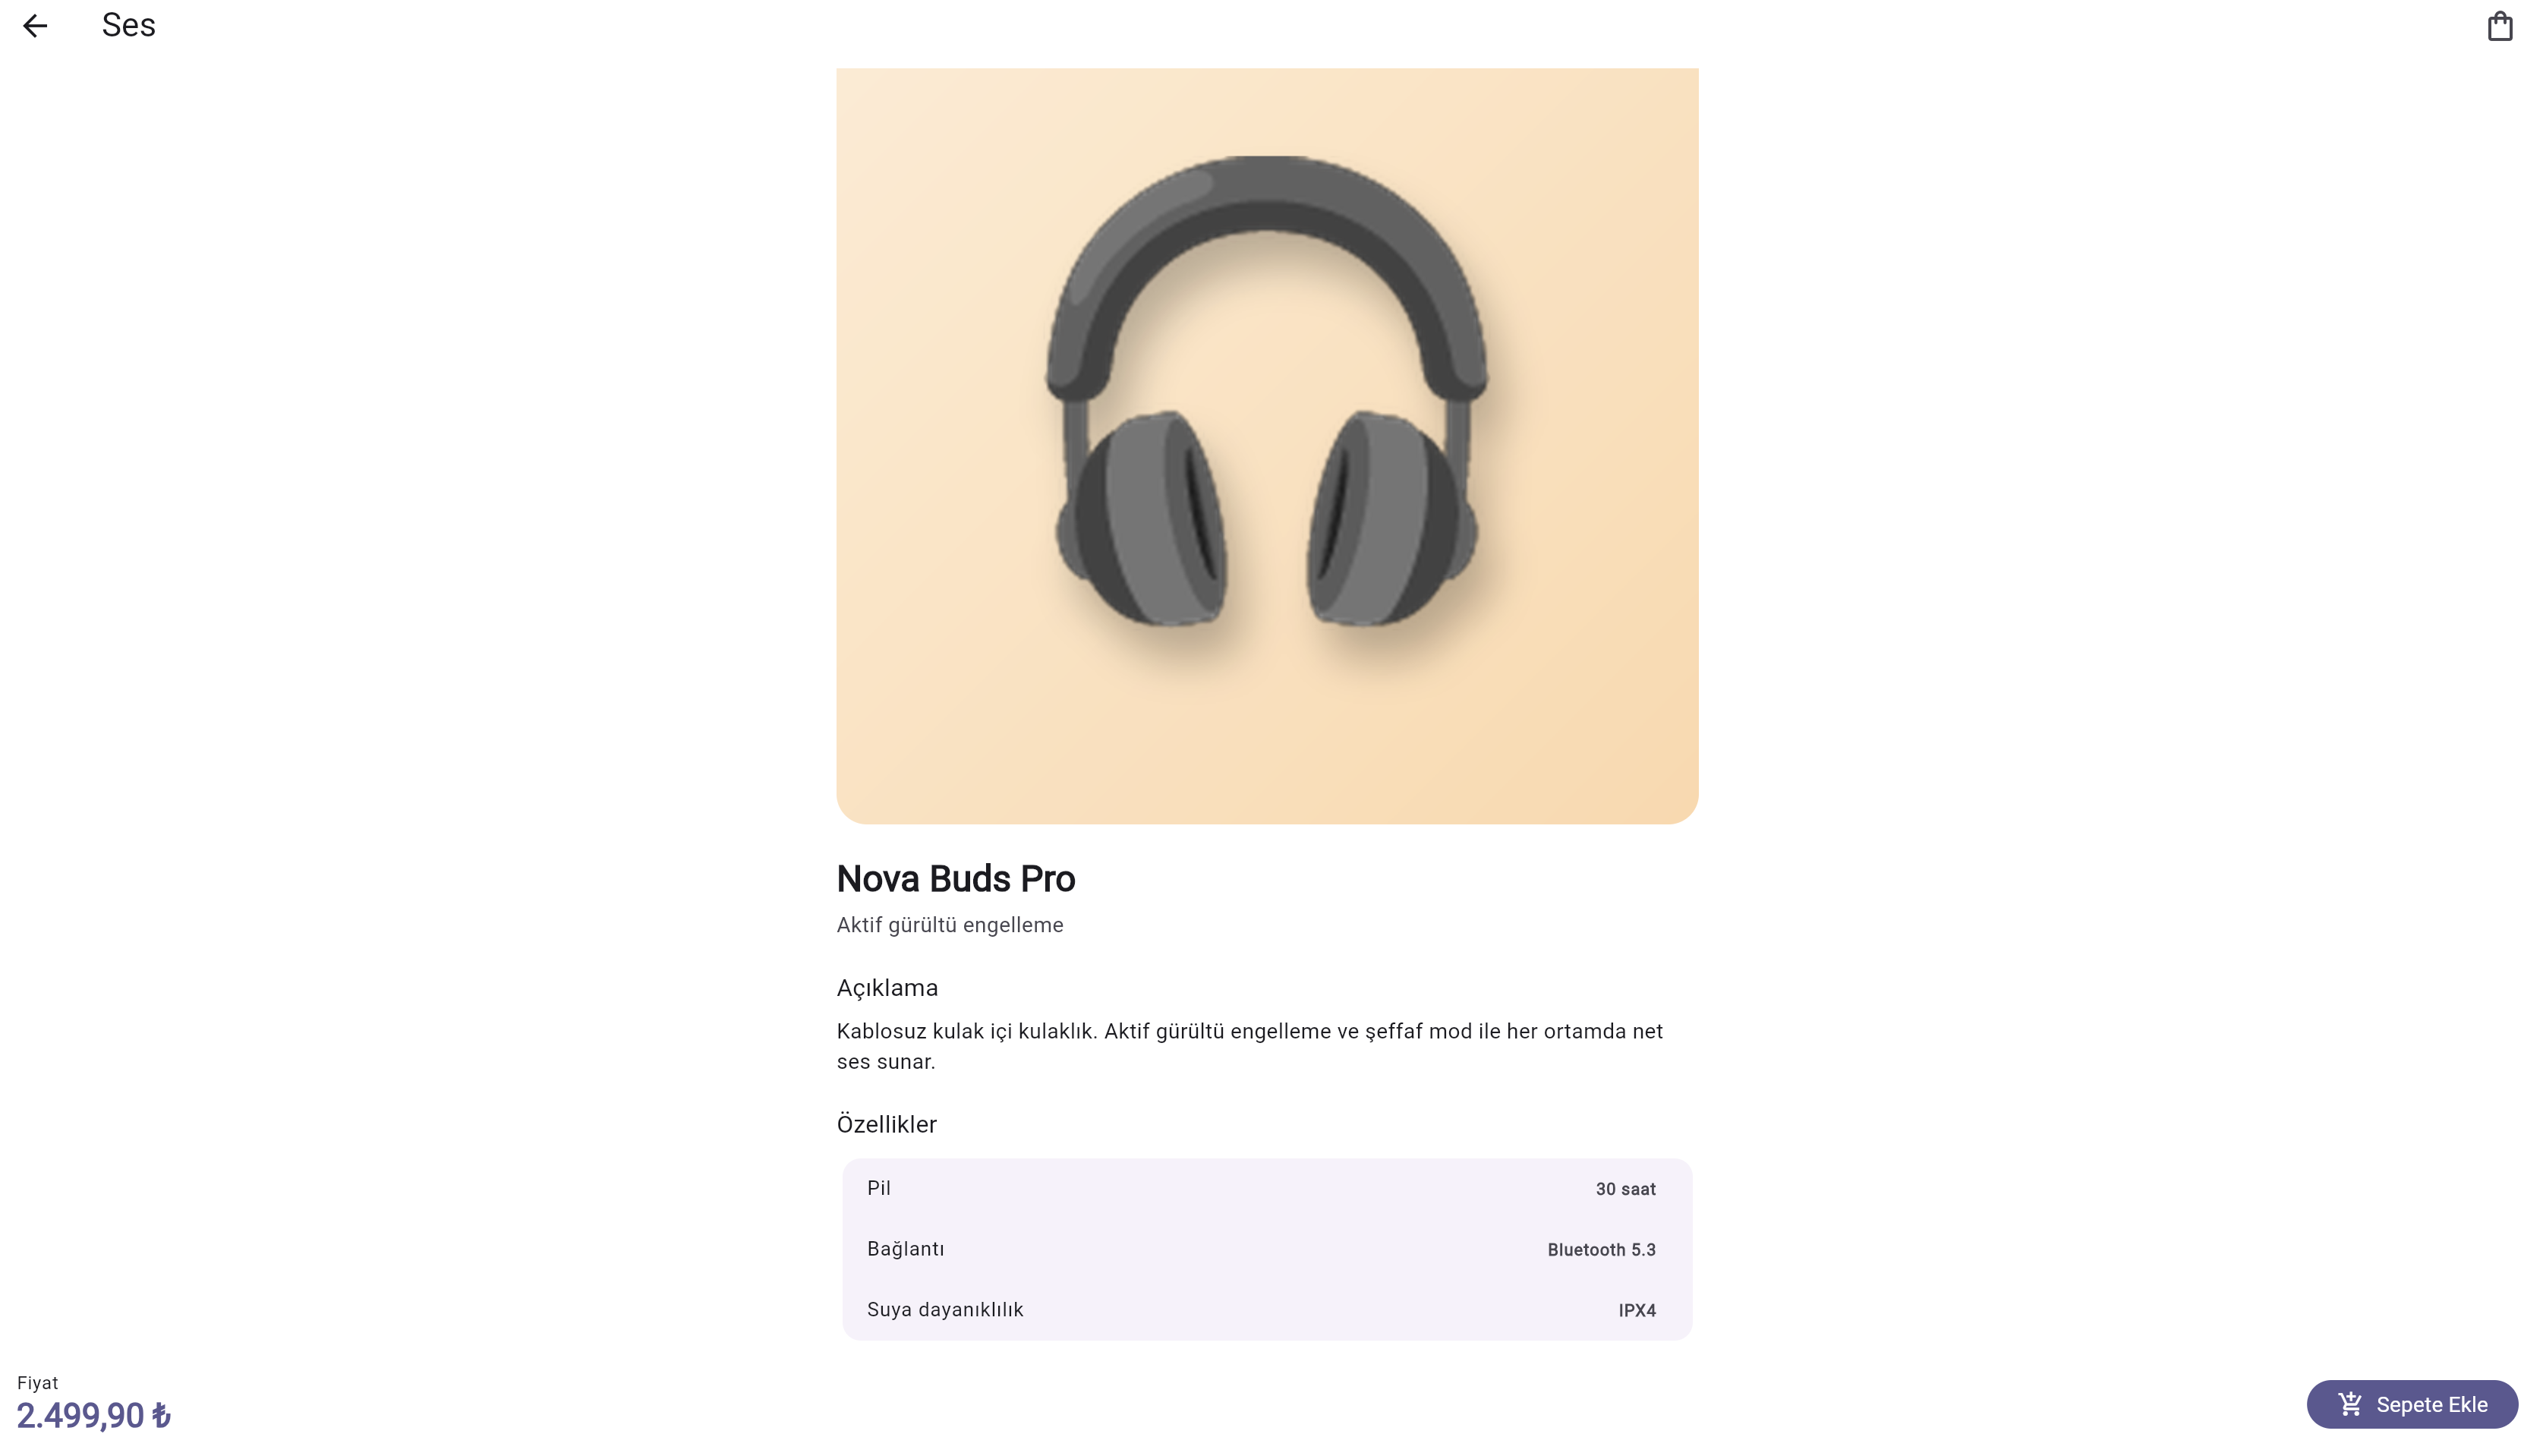 Ses
Nova Buds Pro
Aktif gürültü engelleme
Açıklama
Kablosuz kulak içi kulaklık. Aktif gürültü engelleme ve şeffaf mod ile her ortamda net
ses sunar.
Özellikler
Pil 30 saat
Bağlantı Bluetooth 5.3
Suya dayanıklılık IPX4
Fiyat
2.499,90 ₺
Sepete Ekle